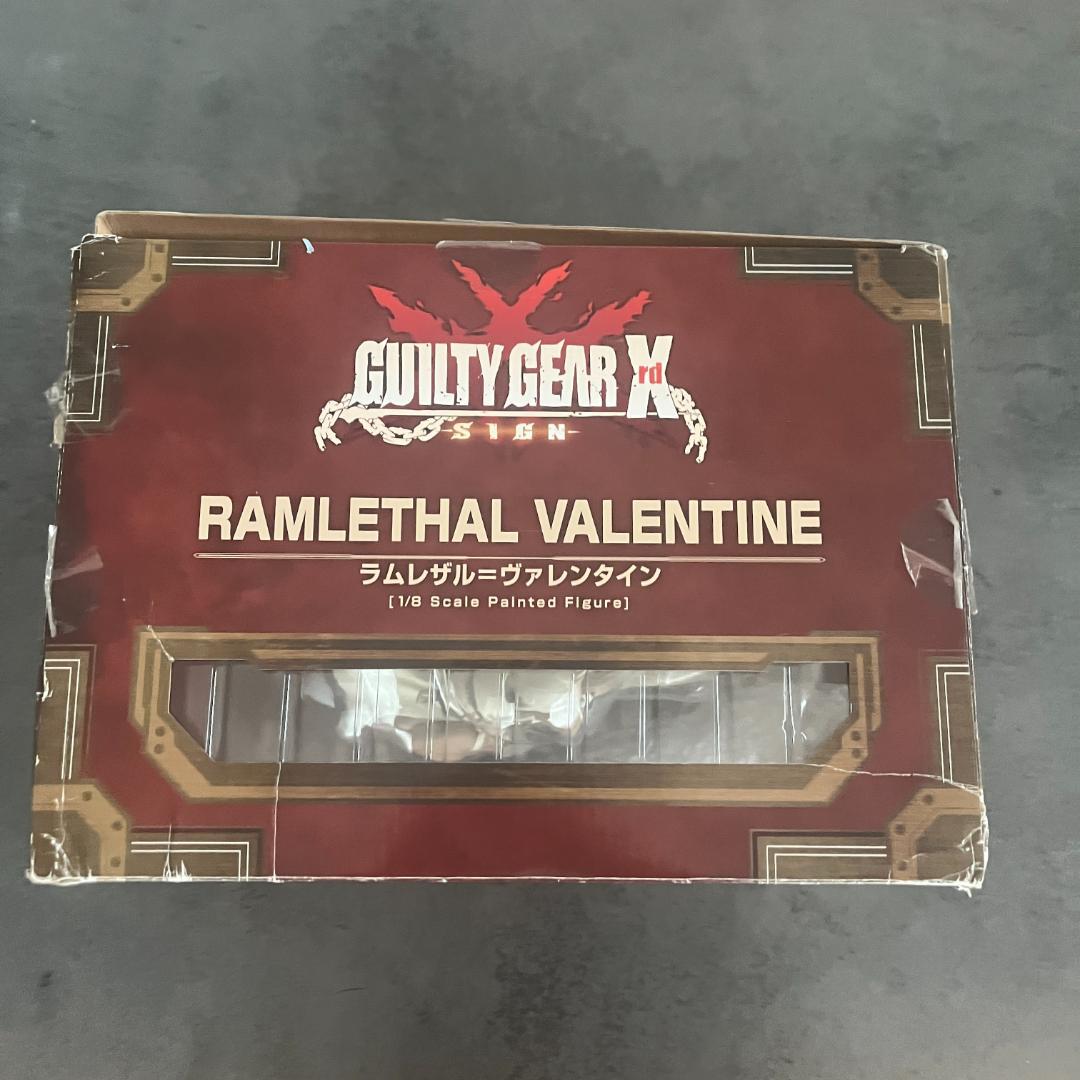 GUILTY GEAR Xrd
-SIGN-
RAMLETHAL VALENTINE
ラムレザル=ヴァレンタイン
[1/8 Scale Painted Figure]